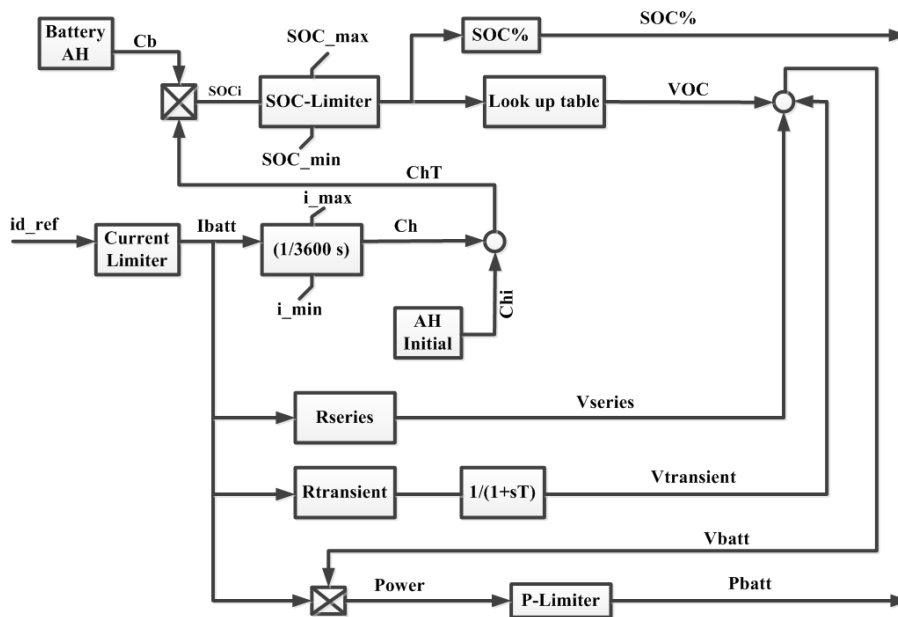 Battery
AH
Cb
SOCi
SOC_max
SOC-Limiter
SOC_min
SOC%
SOC%
Look up table
VOC
ChT
id_ref
Current
Limiter
Ibatt
i_max
(1/3600 s)
i_min
Ch
AH
Initial
Chi
Rseries
Vseries
Rtransient
1/(1+sT)
Vtransient
Vbatt
Power
P-Limiter
Pbatt